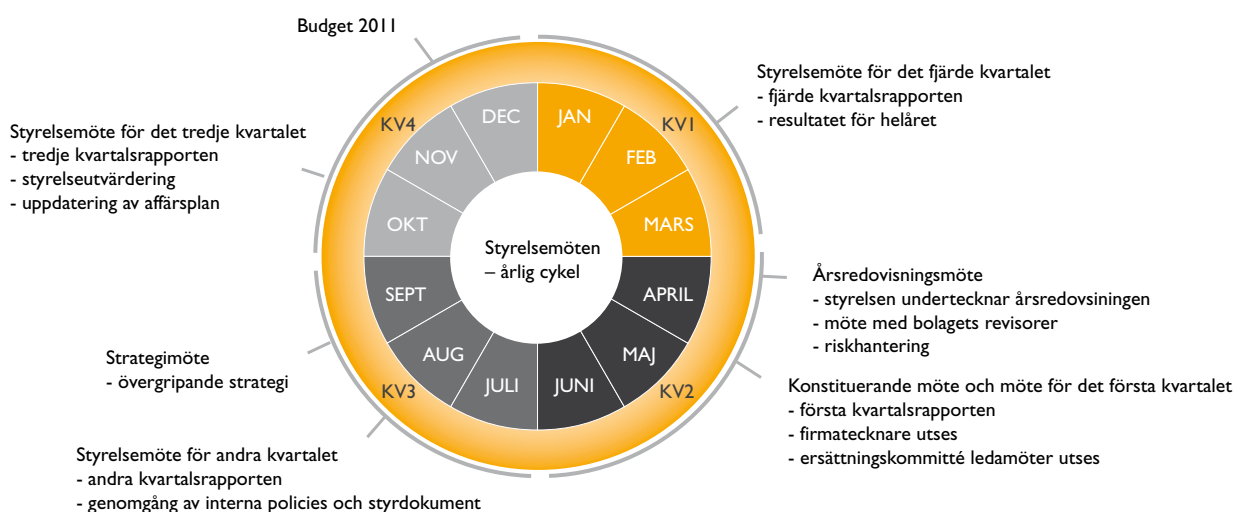 Budget 2011
Styrelsemöte för det fjärde kvartalet
- fjärde kvartalsrapporten
- resultatet för helåret
Styrelsemöte för det tredje kvartalet
- tredje kvartalsrapporten
- styrelseutvärdering
- uppdatering av affärsplan
KV4
KV1
DEC
JAN
NOV
FEB
OKT
MARS
Styrelsemöten
– årlig cykel
SEPT
APRIL
AUG
MAJ
JULI
JUNI
KV3
KV2
Årsredovisningsmöte
- styrelsen undertecknar årsredovsiningen
- möte med bolagets revisorer
- riskhantering
Strategimöte
- övergripande strategi
Konstituerande möte och möte för det första kvartalet
- första kvartalsrapporten
- firmatecknare utses
- ersättningskommitté ledamöter utses
Styrelsemöte för andra kvartalet
- andra kvartalsrapporten
- genomgång av interna policies och styrdokument